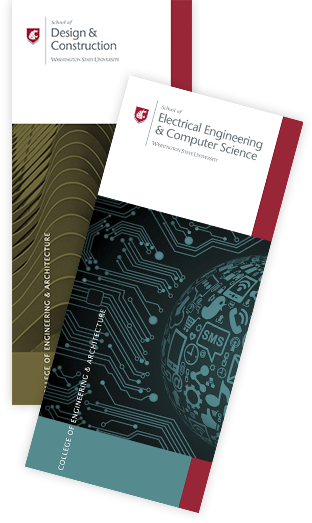 School of
Design &
Construction
WASHINGTON STATE UNIVERSITY
COLLEGE OF ENGINEERING & ARCHITECTURE
School of
Electrical Engineering
& Computer Science
WASHINGTON STATE UNIVERSITY
SMS
COLLEGE OF ENGINEERING & ARCHITECTURE